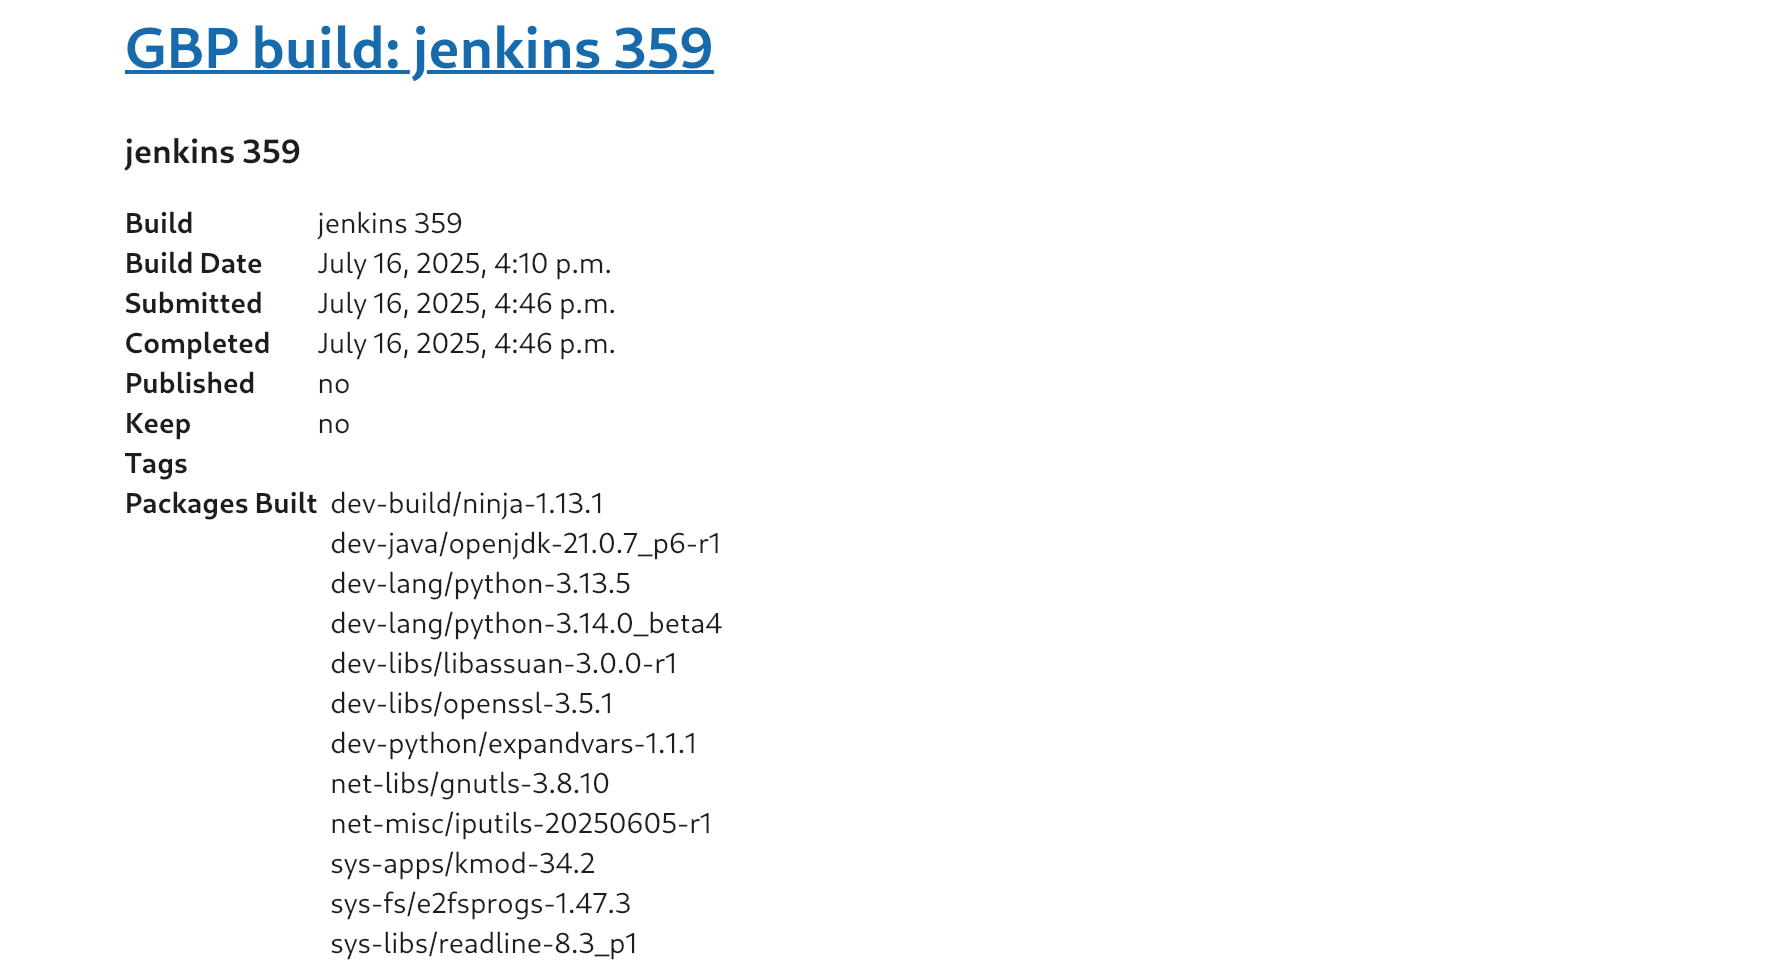 GBP build: jenkins 359
jenkins 359
Build jenkins 359
Build Date July 16, 2025, 4:10 p.m.
Submitted July 16, 2025, 4:46 p.m.
Completed July 16, 2025, 4:46 p.m.
Published no
Keep no
Tags
Packages Built dev-build/ninja-1.13.1
dev-java/openjdk-21.0.7_p6-r1
dev-lang/python-3.13.5
dev-lang/python-3.14.0_beta4
dev-libs/libassuan-3.0.0-r1
dev-libs/openssl-3.5.1
dev-python/expandvars-1.1.1
net-libs/gnutls-3.8.10
net-misc/iputils-20250605-r1
sys-apps/kmod-34.2
sys-fs/e2fsprogs-1.47.3
sys-libs/readline-8.3_p1